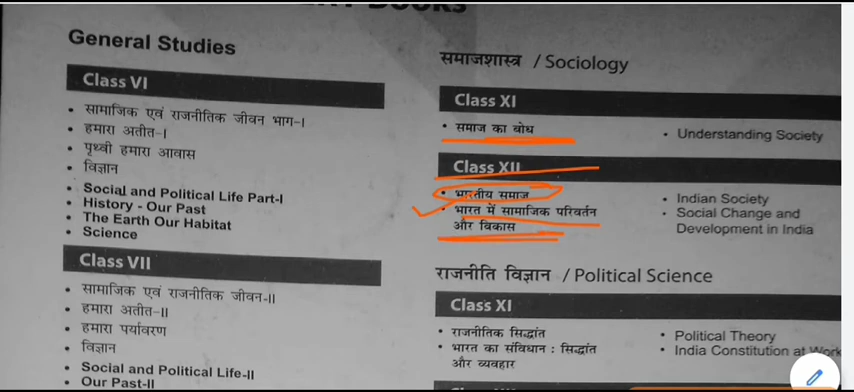 Books
General Studies
Class VI
• सामाजिक एवं राजनीतिक जीवन भाग-I
• हमारा अतीत-I
• पृथ्वी हमारा आवास
• विज्ञान
• Social and Political Life Part-I
• History - Our Past
• The Earth Our Habitat
• Science
Class VII
• सामाजिक एवं राजनीतिक जीवन-II
• हमारा अतीत-II
• हमारा पर्यावरण
• विज्ञान
• Social and Political Life-II
• Our Past-II
समाजशास्त्र / Sociology
Class XI
• समाज का बोध
• Understanding Society
Class XII
• भारतीय समाज
• भारत में सामाजिक परिवर्तन
और विकास
• Indian Society
• Social Change and
Development in India
राजनीति विज्ञान / Political Science
Class XI
• राजनीतिक सिद्धांत
• भारत का संविधान : सिद्धांत
और व्यवहार
• Political Theory
• India Constitution at Work